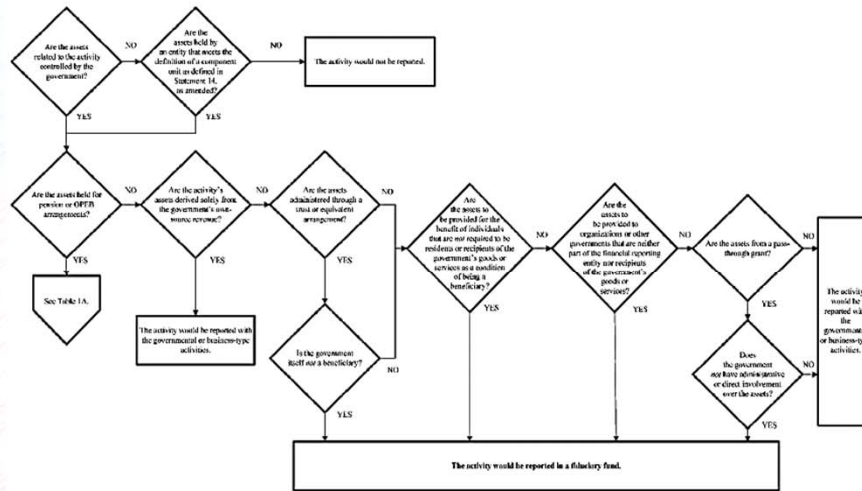 Are the assets
related to the activity
controlled by the
government?
NO
YES
Are the
assets held by
an entity that meets the
definition of a component
unit as defined in
Statement 14,
as amended?
NO
YES
The activity would not be reported.
Are the assets held for
pension or OPEB
arrangements?
NO
YES
See Table 1A.
Are the activity's
assets derived solely from
the government's own-
source revenue?
NO
YES
The activity would be reported with
the governmental or business-type
activities.
Are the assets
administered through a
trust or equivalent
arrangement?
NO
YES
Is the government
itself not a beneficiary?
NO
YES
Are
the assets to
be provided for the
benefit of individuals
that are not required to be
residents or recipients of
the government's goods or
services as a condition
of being a
beneficiary?
NO
YES
Are the
assets to
be provided to
organizations or other
governments that are neither
part of the financial reporting
entity nor recipients
of the government's
goods or
services?
NO
YES
Are the assets from a pass-
through grant?
NO
YES
Does
the government
not have administrative
or direct involvement
over the assets?
NO
YES
The activity
would be
reported with
the
governmental
or business-type
activities.
The activity would be reported in a fiduciary fund.